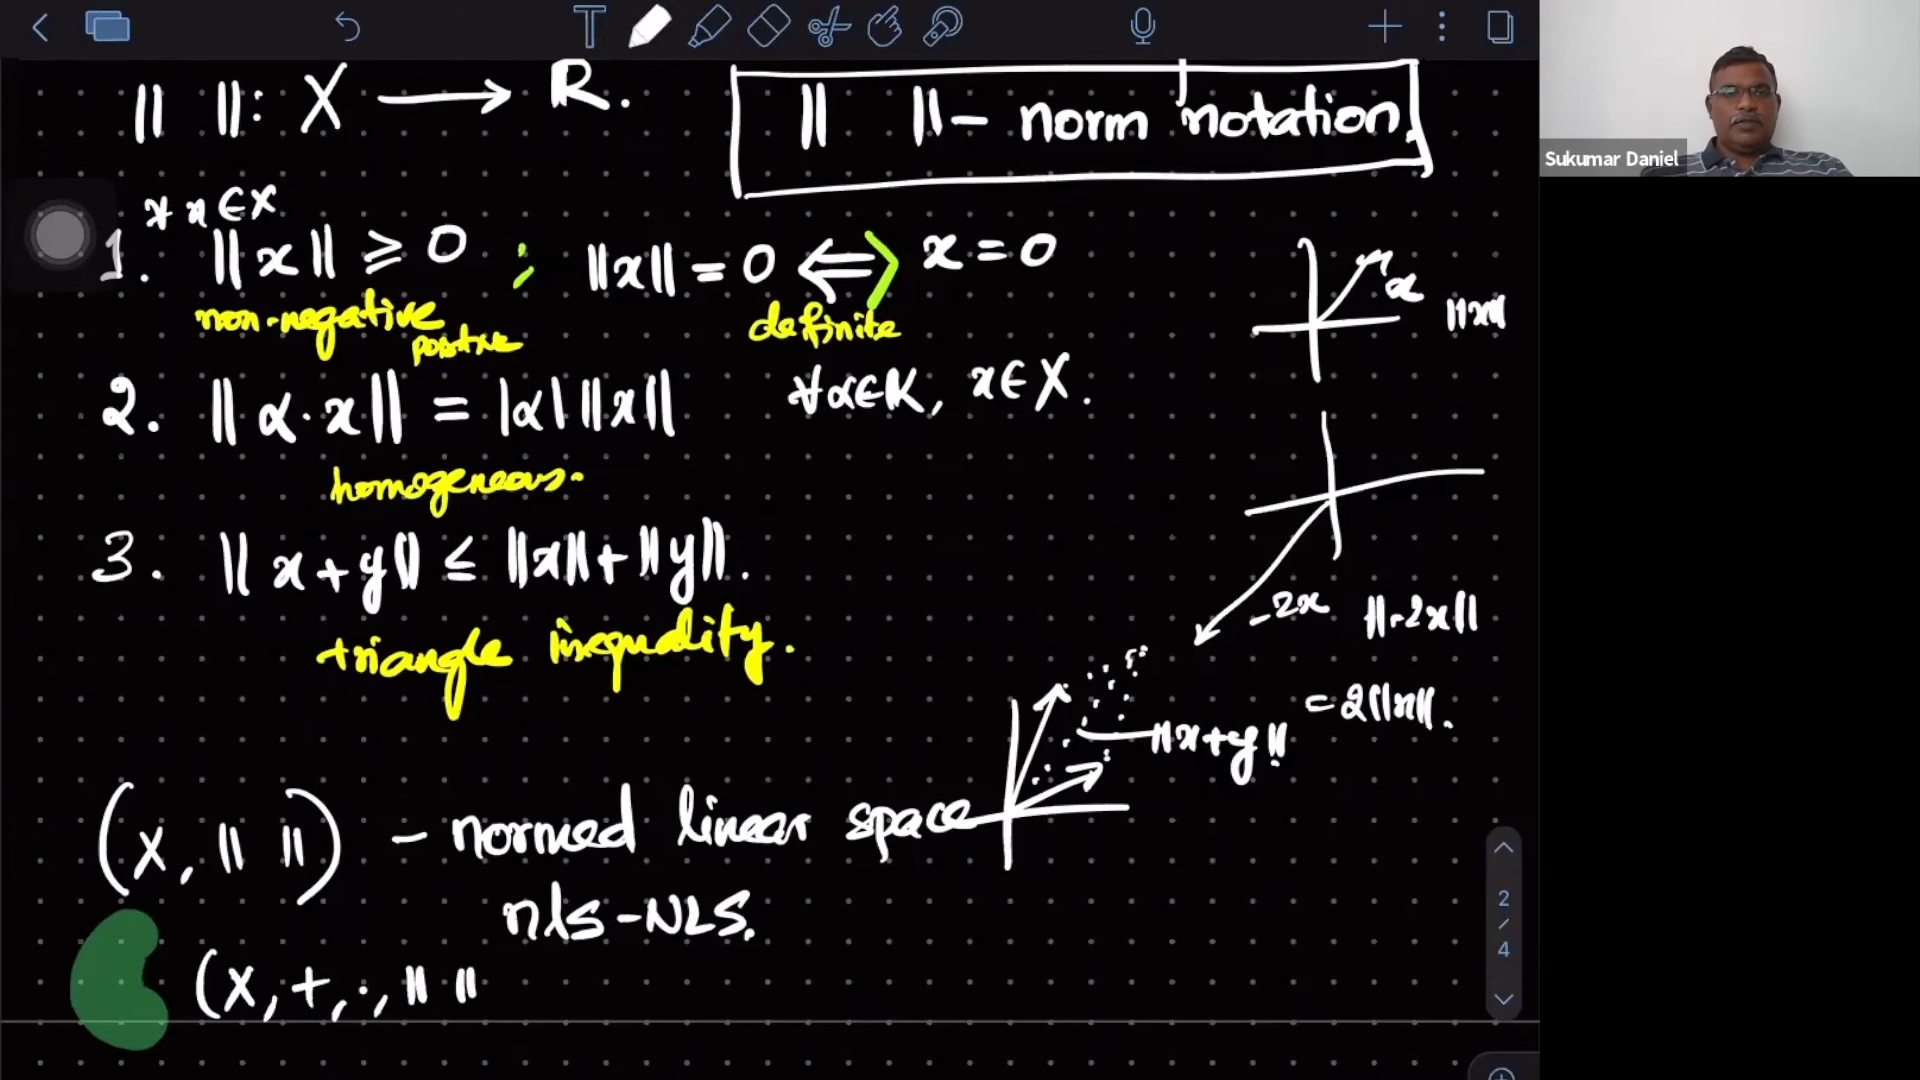 || ||: X → R.
|| || - norm notation.
∀ x ∈ X
1. ||x|| ⩾ 0 ; ||x|| = 0 ⟺ x = 0
non-negative
positive
definite
x
||x||
2. ||α·x|| = |α| ||x|| ∀ α ∈ K, x ∈ X.
homogeneous.
3. ||x+y|| ≤ ||x||+||y||.
triangle inequality.
-2x ||-2x||
= 2||x||.
||x+y||
(X, || ||) - normed linear space
nls - NLS.
(X, +, ·, || ||
Sukumar Daniel
2
/
4